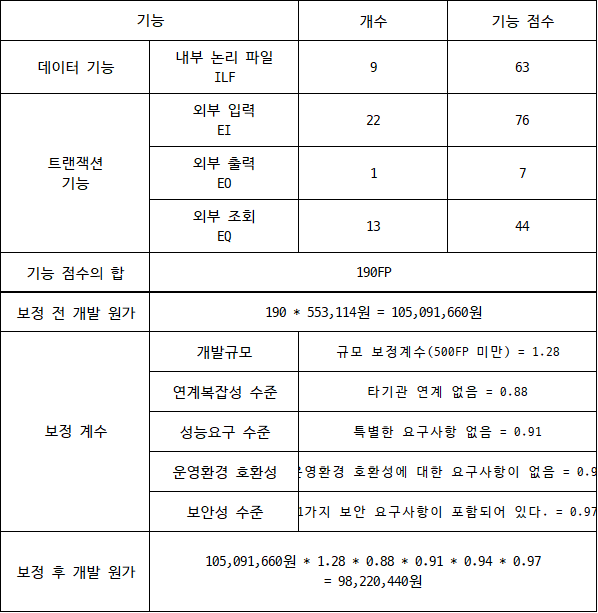 기능 개수 기능 점수
데이터 기능 내부 논리 파일
ILF 9 63
트랜잭션
기능 외부 입력
EI 22 76
외부 출력
EO 1 7
외부 조회
EQ 13 44
기능 점수의 합 190FP
보정 전 개발 원가 190 * 553,114원 = 105,091,660원
보정 계수 개발규모 규모 보정계수(500FP 미만) = 1.28
연계복잡성 수준 타기관 연계 없음 = 0.88
성능요구 수준 특별한 요구사항 없음 = 0.91
운영환경 호환성 운영환경 호환성에 대한 요구사항이 없음 = 0.9
보안성 수준 1가지 보안 요구사항이 포함되어 있다. = 0.97
보정 후 개발 원가 105,091,660원 * 1.28 * 0.88 * 0.91 * 0.94 * 0.97
= 98,220,440원